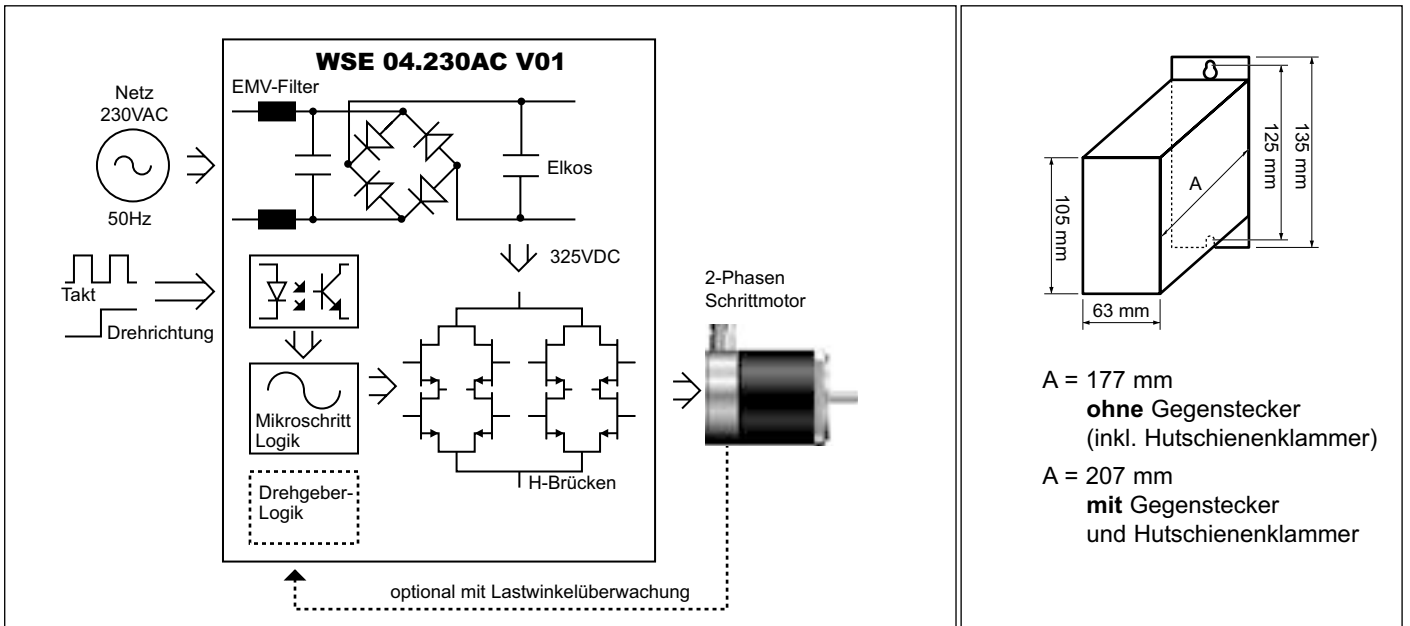 WSE 04.230AC V01
EMV-Filter
Netz
230VAC
50Hz
Elkos
325VDC
Takt
Drehrichtung
Mikroschritt
Logik
Drehgeber-
Logik
H-Brücken
2-Phasen
Schrittmotor
optional mit Lastwinkelüberwachung
105 mm
63 mm
A
125 mm
135 mm
A = 177 mm
ohne Gegenstecker
(inkl. Hutschienenklammer)
A = 207 mm
mit Gegenstecker
und Hutschienenklammer